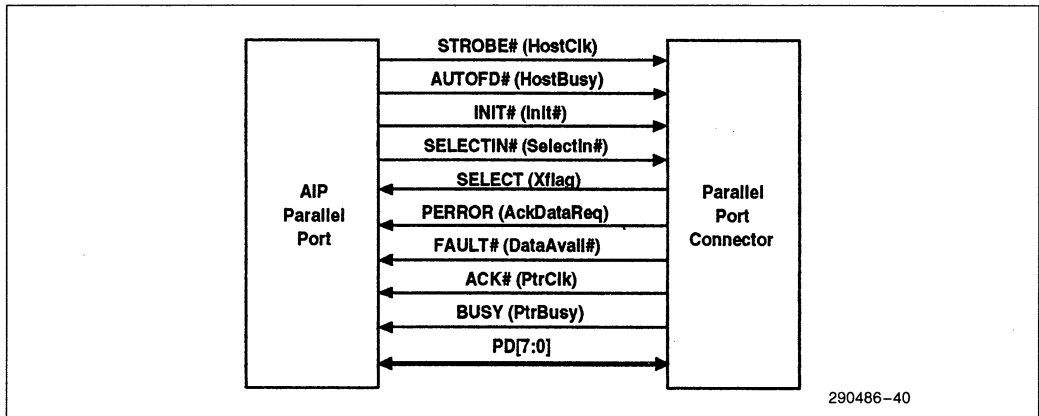 STROBE# (HostClk)
AUTOFD# (HostBusy)
INIT# (Init#)
SELECTIN# (SelectIn#)
SELECT (Xflag)
PERROR (AckDataReq)
FAULT# (DataAvail#)
ACK# (PtrClk)
BUSY (PtrBusy)
PD[7:0]
AIP
Parallel
Port
Parallel
Port
Connector
290486–40